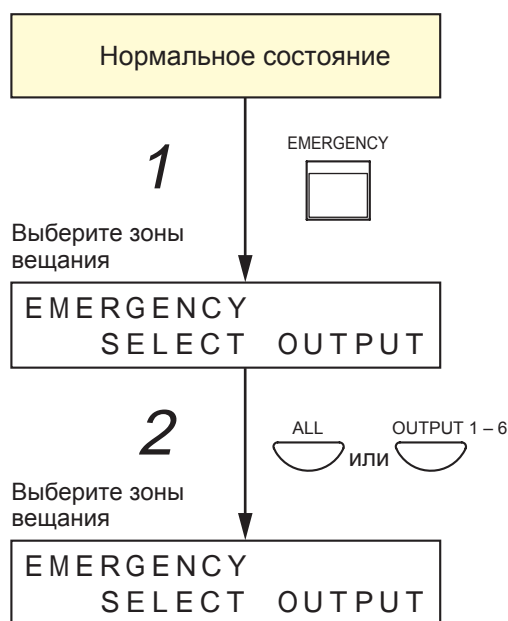 Нормальное состояние
1
EMERGENCY
Выберите зоны
вещания
EMERGENCY
SELECT OUTPUT
2
ALL
или
OUTPUT 1 – 6
Выберите зоны
вещания
EMERGENCY
SELECT OUTPUT